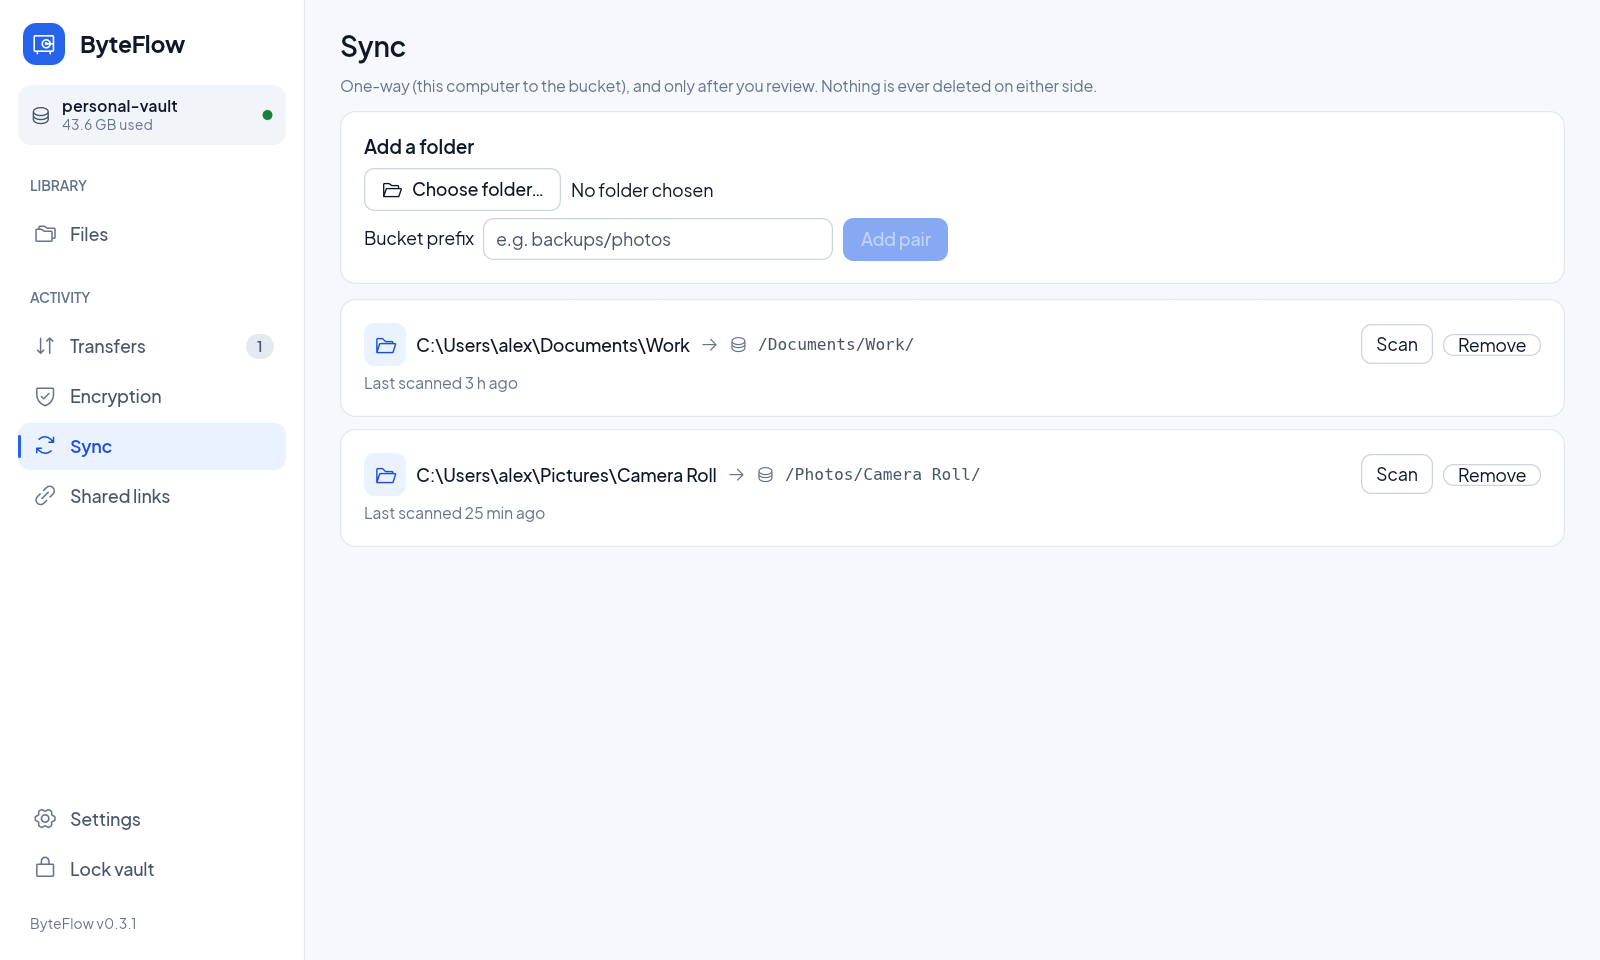 ByteFlow
personal-vault
43.6 GB used
LIBRARY
Files
ACTIVITY
Transfers 1
Encryption
Sync
Shared links
Settings
Lock vault
ByteFlow v0.3.1
Sync
One-way (this computer to the bucket), and only after you review. Nothing is ever deleted on either side.
Add a folder
Choose folder... No folder chosen
Bucket prefix e.g. backups/photos Add pair
C:\Users\alex\Documents\Work → /Documents/Work/ Scan Remove
Last scanned 3 h ago
C:\Users\alex\Pictures\Camera Roll → /Photos/Camera Roll/ Scan Remove
Last scanned 25 min ago